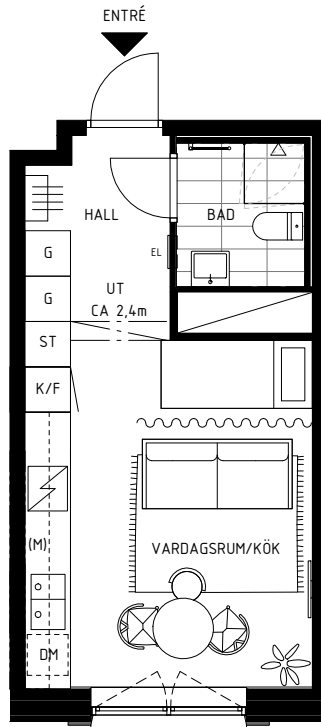 ENTRÉ
HALL
BAD
G
EL
G
UT
CA 2,4m
ST
K/F
(M)
VARDAGSRUM/KÖK
DM